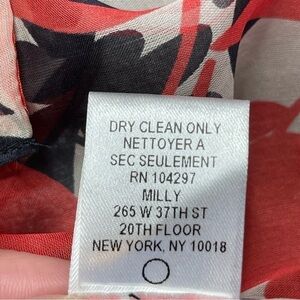 DRY CLEAN ONLY
NETTOYER A
SEC SEULEMENT
RN 104297
MILLY
265 W 37TH ST
20TH FLOOR
NEW YORK, NY 10018